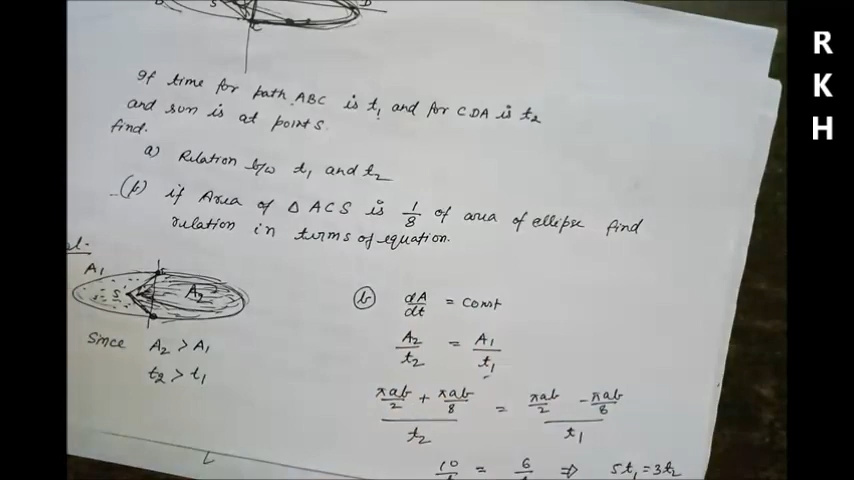 If time for path ABC is t₁ and for CDA is t₂
and sun is at point S.
find.
a) Relation b/w t₁ and t₂
(b) if Area of Δ ACS is 1/8 of area of ellipse find
relation in terms of equation.
A₁
S
A₂
Since A₂ > A₁
t₂ > t₁
(b) dA/dt = const
A₂/t₂ = A₁/t₁
(πab/2 + πab/8)/t₂ = (πab/2 - πab/8)/t₁
10/t = 6/t ⇒ 5t₁ = 3t₂
R
K
H